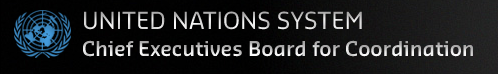 UNITED NATIONS SYSTEM
Chief Executives Board for Coordination